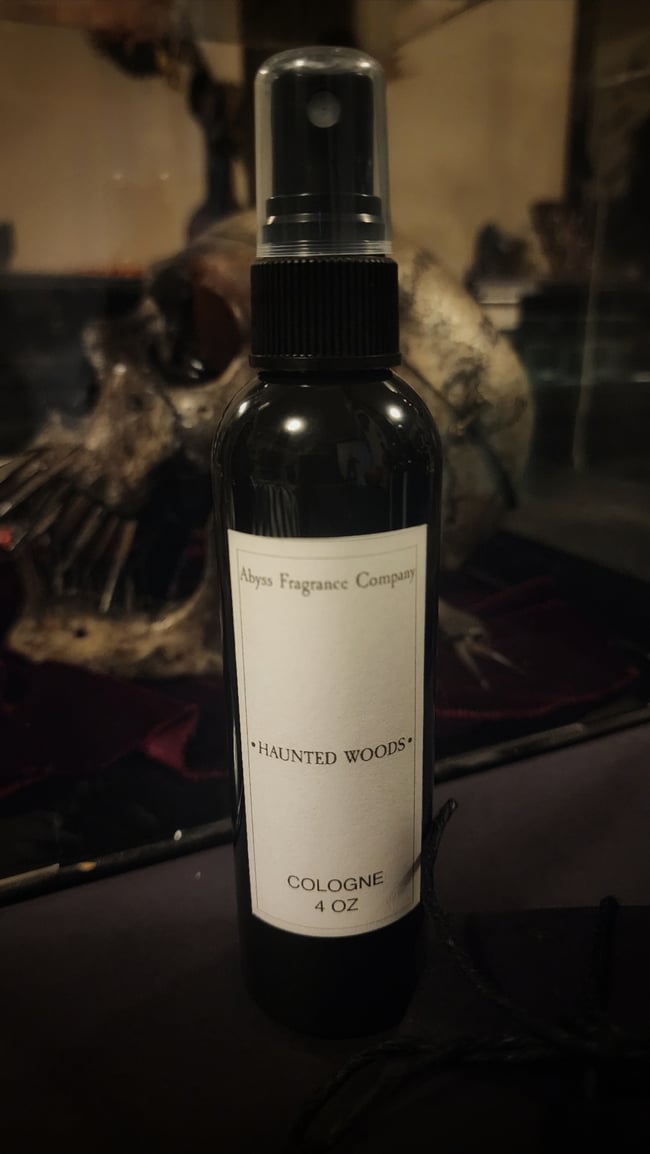 Abyss Fragrance Company
•HAUNTED WOODS•
COLOGNE
4 OZ